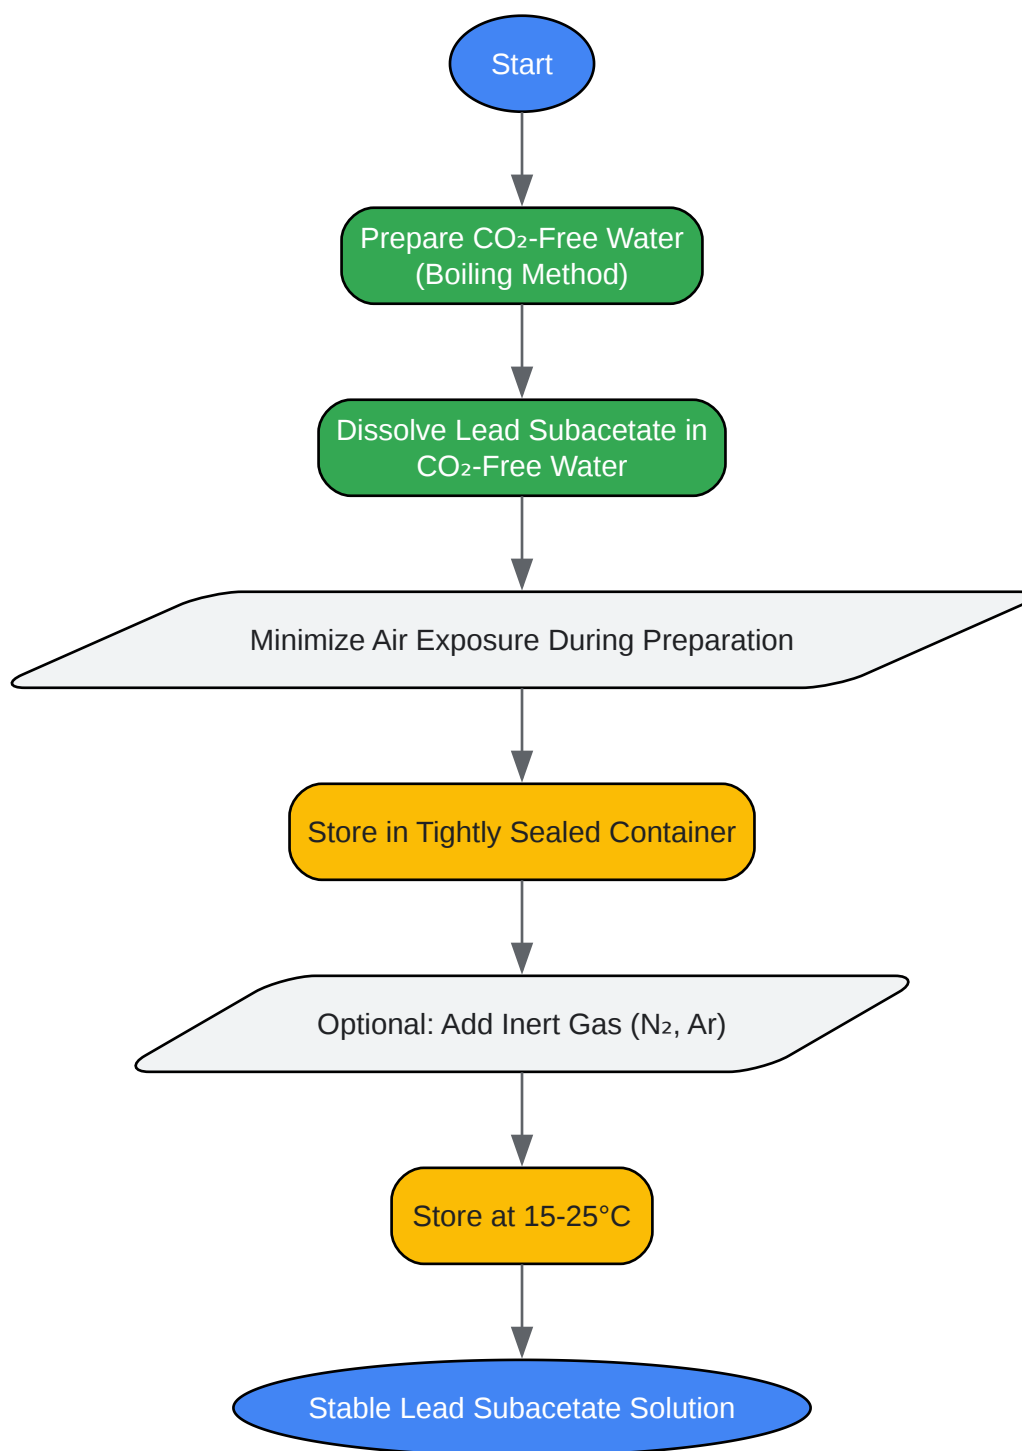 Start
Prepare CO₂-Free Water
(Boiling Method)
Dissolve Lead Subacetate in
CO₂-Free Water
Minimize Air Exposure During Preparation
Store in Tightly Sealed Container
Optional: Add Inert Gas (N₂, Ar)
Store at 15-25°C
Stable Lead Subacetate Solution